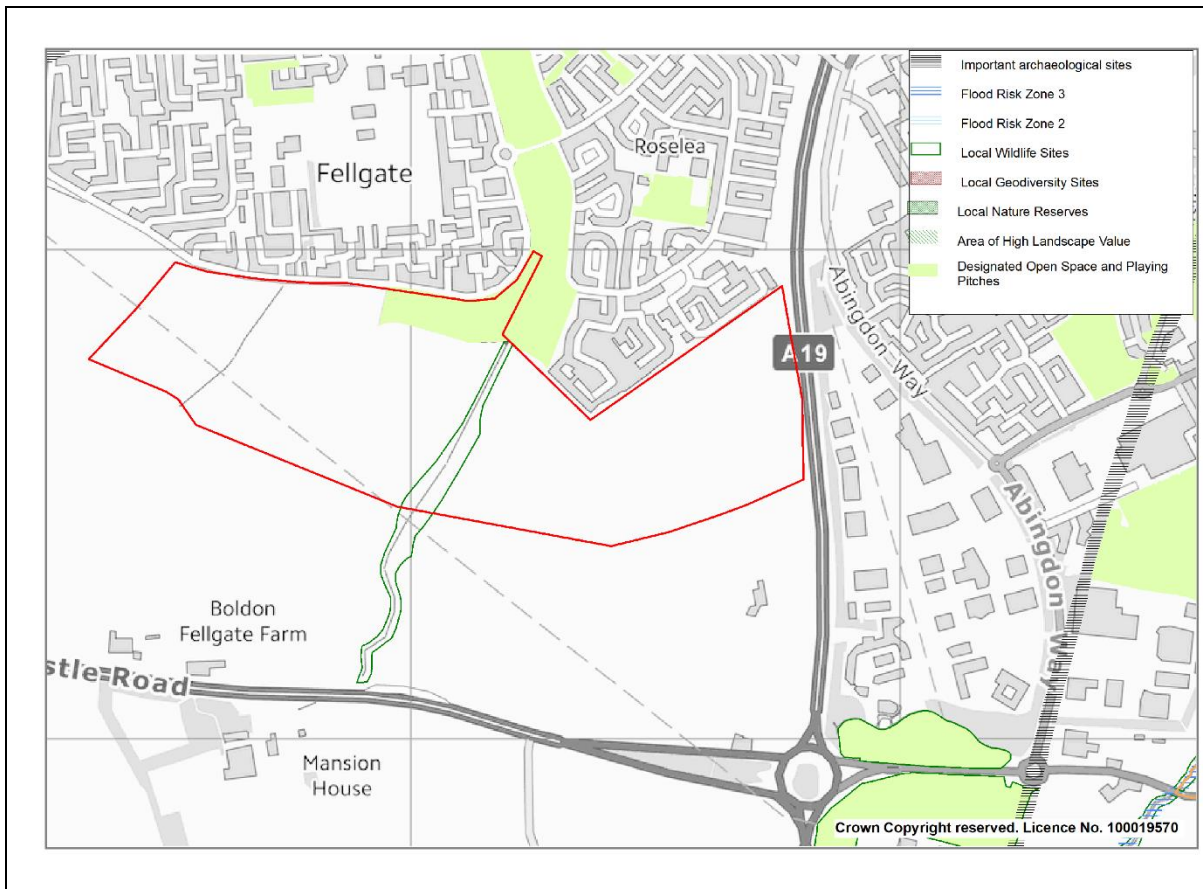 Important archaeological sites
Flood Risk Zone 3
Flood Risk Zone 2
Local Wildlife Sites
Local Geodiversity Sites
Local Nature Reserves
Area of High Landscape Value
Designated Open Space and Playing
Pitches
Roselea
Fellgate
Abingdon Way
A19
Abingdon Way
Boldon
Fellgate Farm
stle Road
Mansion
House
Crown Copyright reserved. Licence No. 100019570